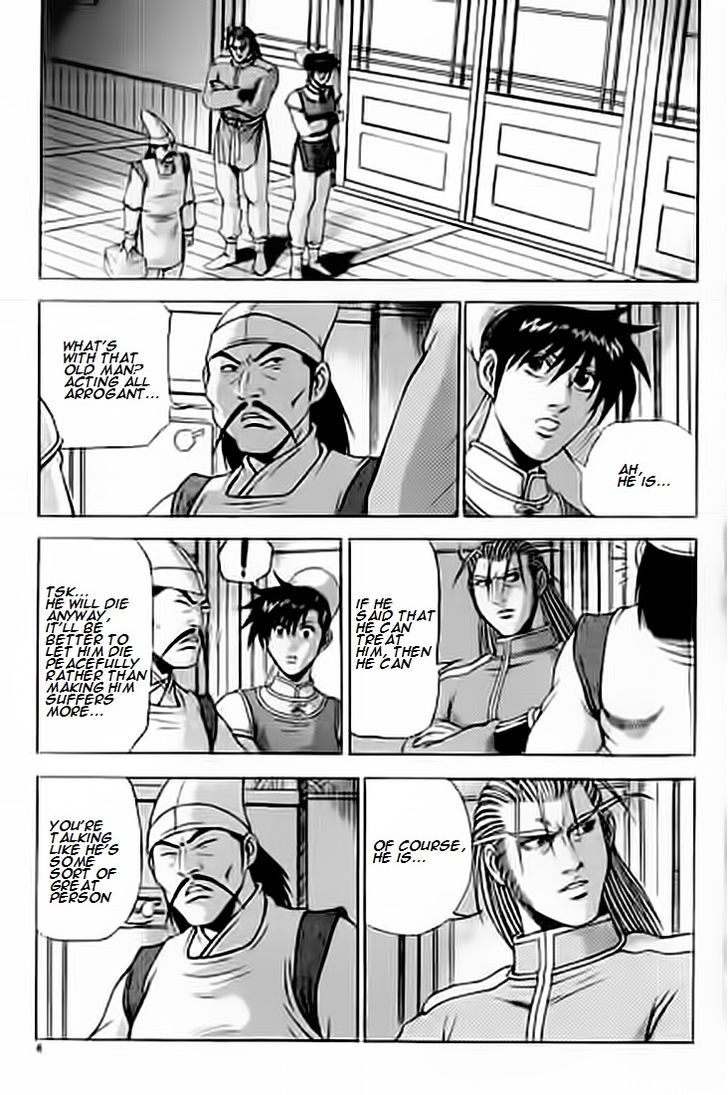 WHAT'S
WITH THAT
OLD MAN?
ACTING ALL
ARROGANT...
AH,
HE IS...
TSK...
HE WILL DIE
ANYWAY,
IT'LL BE
BETTER TO
LET HIM DIE
PEACEFULLY
RATHER THAN
MAKING HIM
SUFFERS
MORE...
!
IF HE
SAID THAT
HE CAN
TREAT
HIM, THEN
HE CAN
YOU'RE
TALKING
LIKE HE'S
SOME
SORT OF
GREAT
PERSON
OF COURSE,
HE IS...